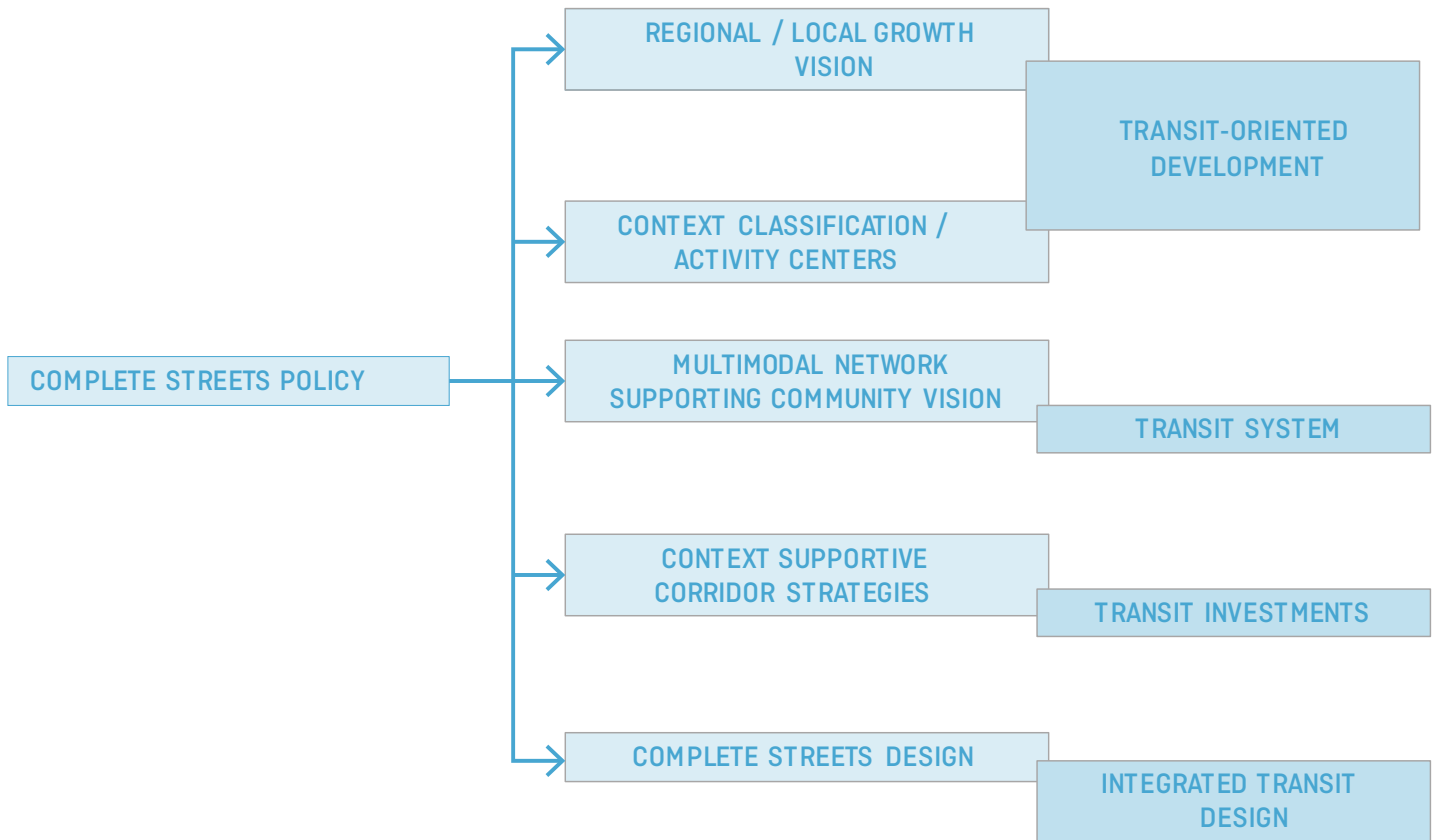 REGIONAL / LOCAL GROWTH
VISION
TRANSIT-ORIENTED
DEVELOPMENT
CONTEXT CLASSIFICATION /
ACTIVITY CENTERS
COMPLETE STREETS POLICY
MULTIMODAL NETWORK
SUPPORTING COMMUNITY VISION
TRANSIT SYSTEM
CONTEXT SUPPORTIVE
CORRIDOR STRATEGIES
TRANSIT INVESTMENTS
COMPLETE STREETS DESIGN
INTEGRATED TRANSIT
DESIGN